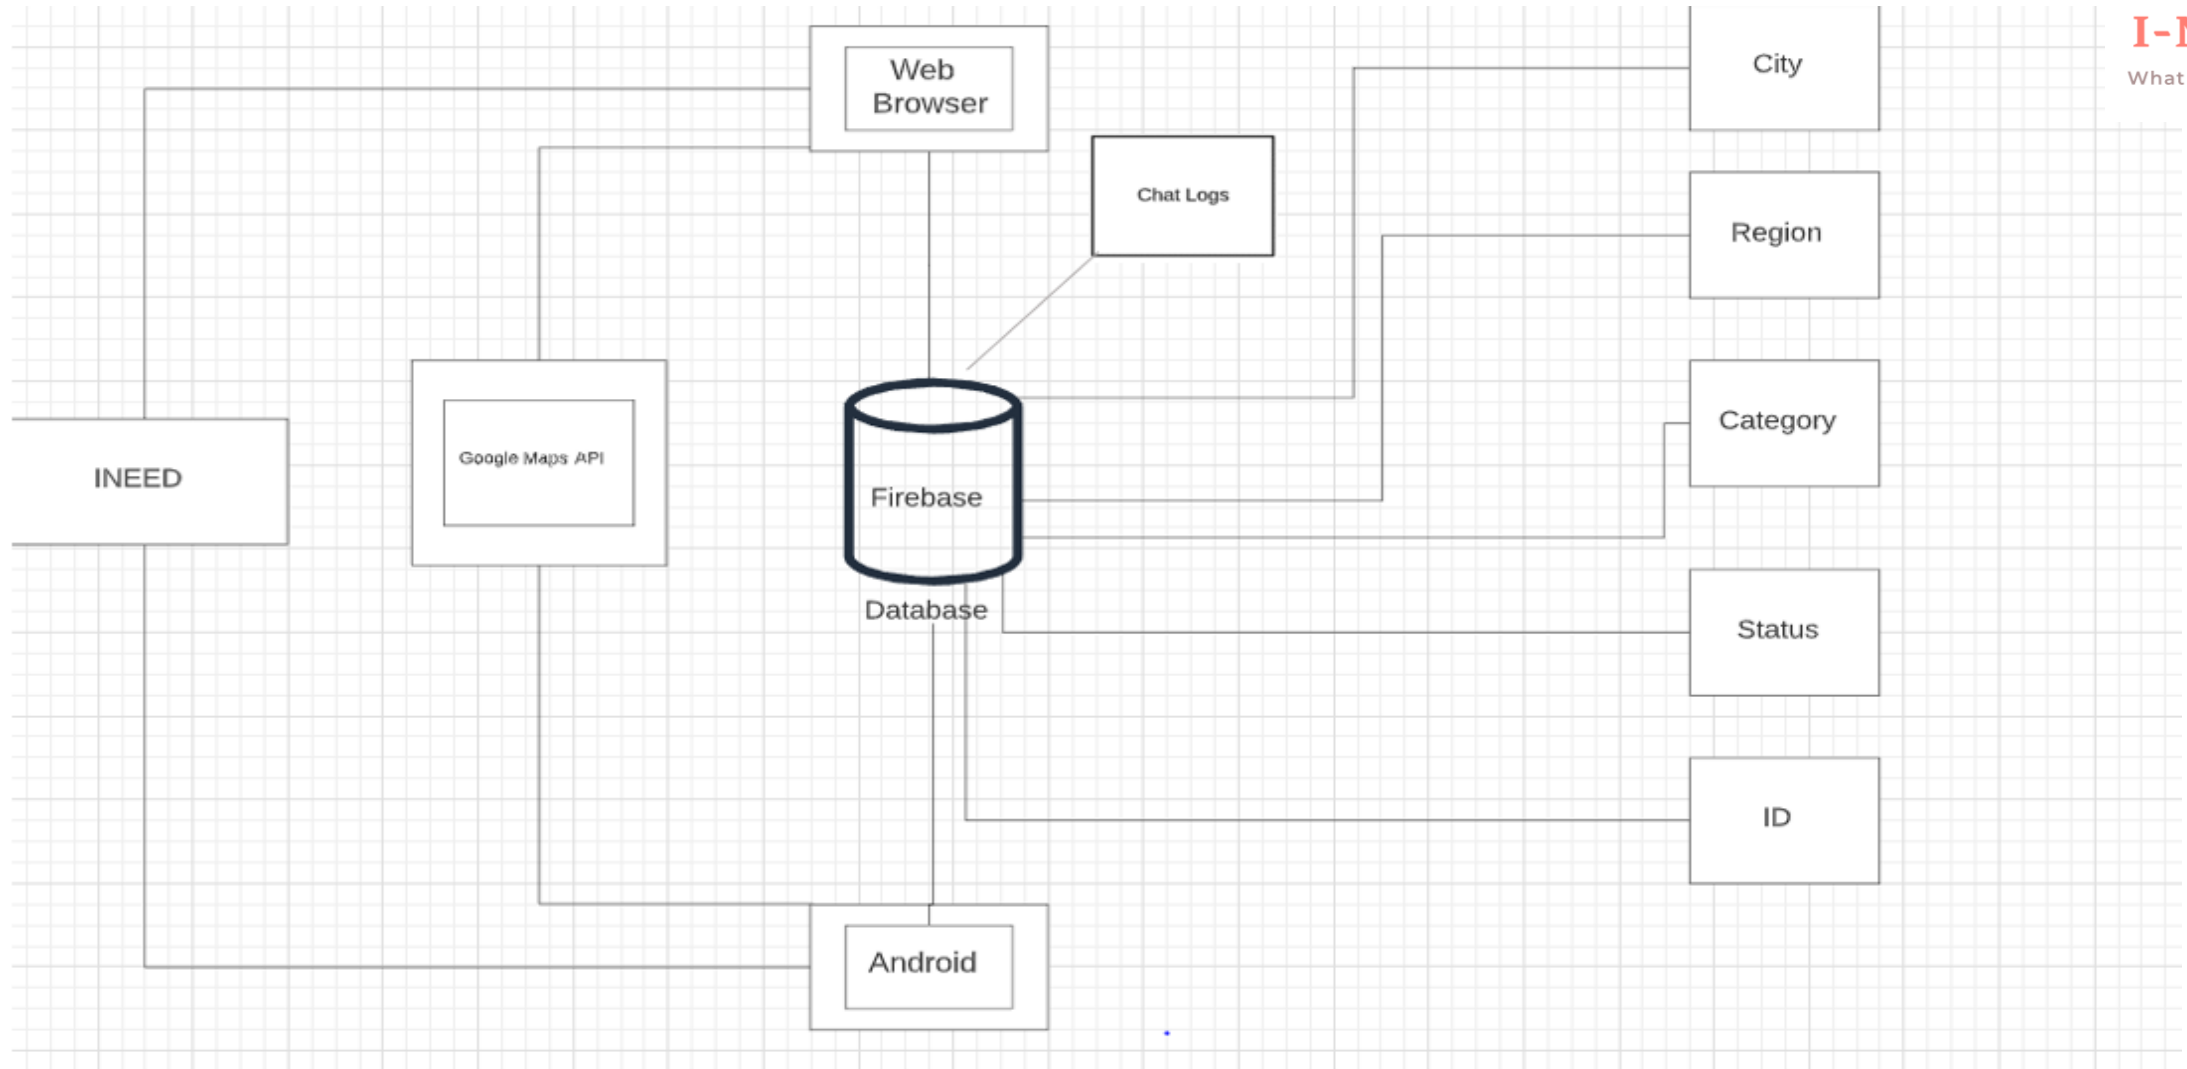 I-
What
Web
Browser
City
Chat Logs
Region
Category
Google Maps API
INEED
Firebase
Database
Status
ID
Android